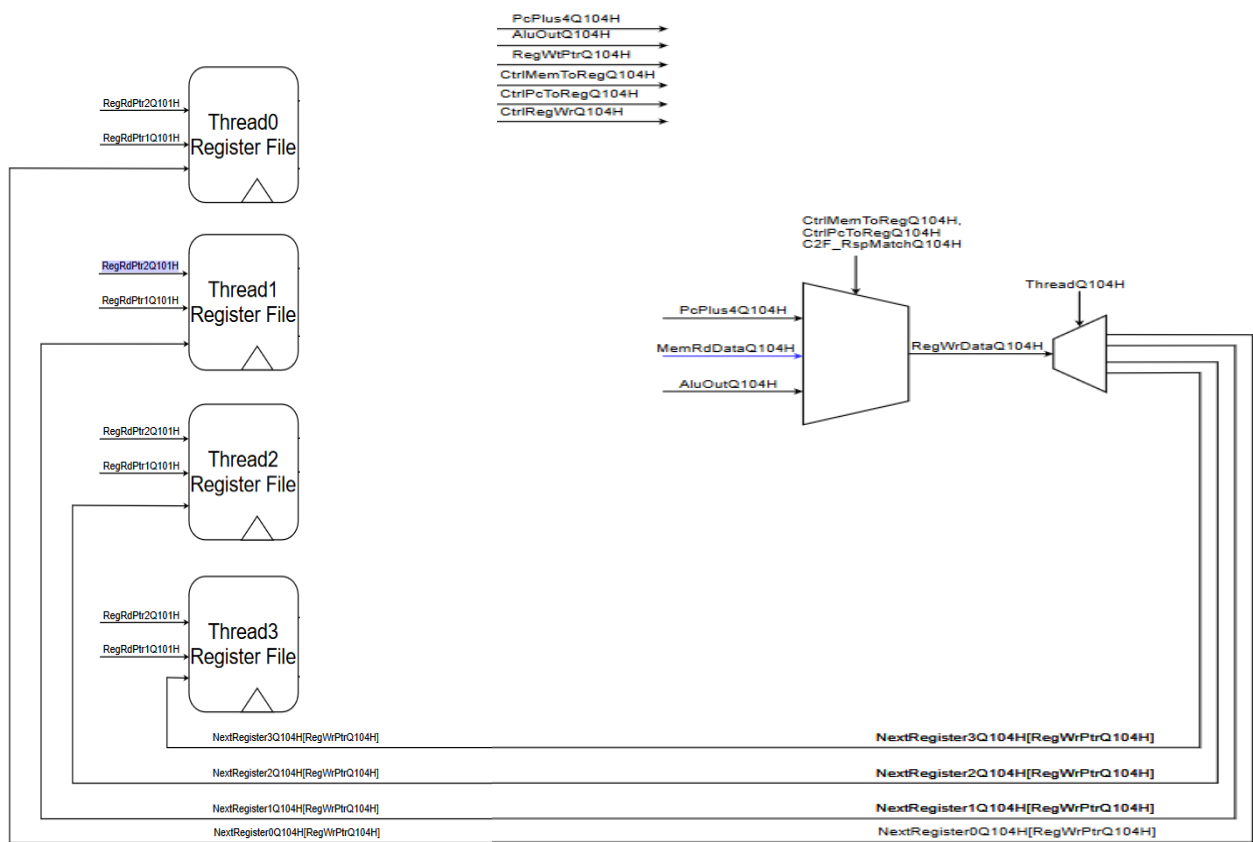 PcPlus4Q104H
AluOutQ104H
RegWtPtrQ104H
CtrlMemToRegQ104H
CtrlPcToRegQ104H
CtrlRegWrQ104H
RegRdPtr2Q101H
RegRdPtr1Q101H
Thread0
Register File
RegRdPtr2Q101H
RegRdPtr1Q101H
Thread1
Register File
CtrlMemToRegQ104H,
CtrlPcToRegQ104H
C2F_RspMatchQ104H
ThreadQ104H
PcPlus4Q104H
MemRdDataQ104H
AluOutQ104H
RegWrDataQ104H
RegRdPtr2Q101H
RegRdPtr1Q101H
Thread2
Register File
RegRdPtr2Q101H
RegRdPtr1Q101H
Thread3
Register File
NextRegister3Q104H[RegWrPtrQ104H]
NextRegister3Q104H[RegWrPtrQ104H]
NextRegister2Q104H[RegWrPtrQ104H]
NextRegister2Q104H[RegWrPtrQ104H]
NextRegister1Q104H[RegWrPtrQ104H]
NextRegister1Q104H[RegWrPtrQ104H]
NextRegister0Q104H[RegWrPtrQ104H]
NextRegister0Q104H[RegWrPtrQ104H]